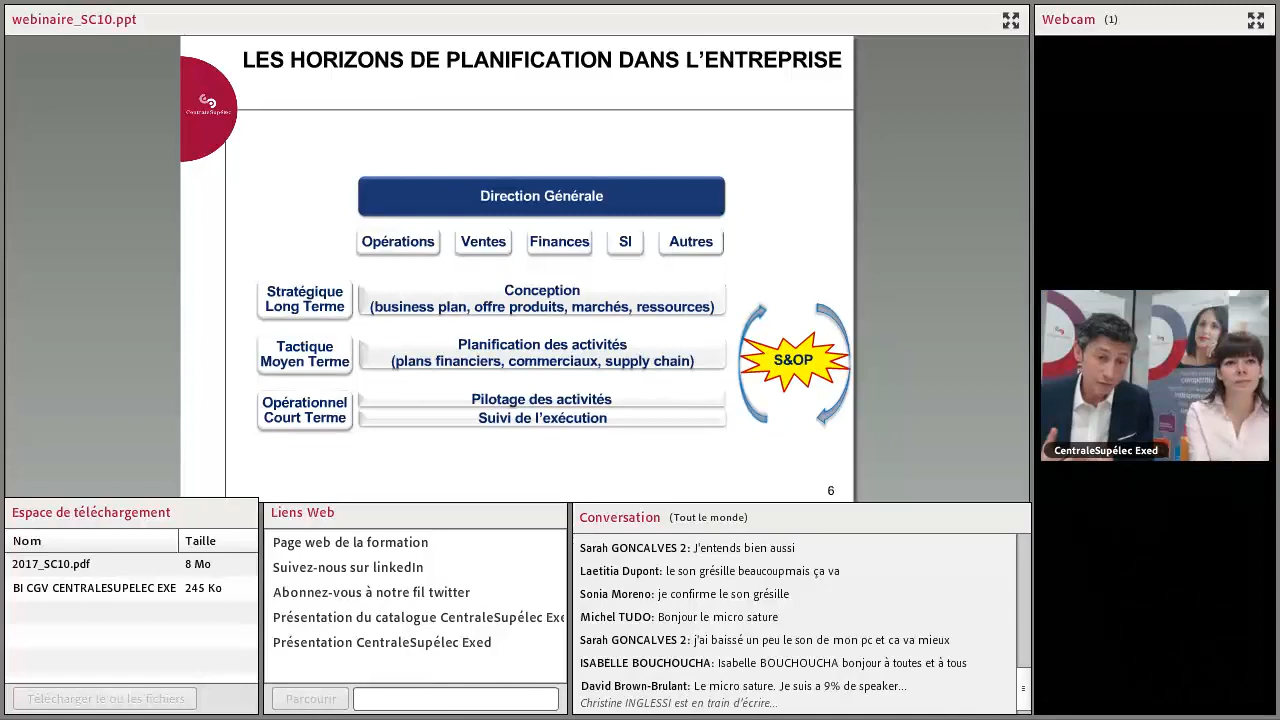 webinaire_SC10.ppt
Webcam (1)
LES HORIZONS DE PLANIFICATION DANS L'ENTREPRISE
CentraleSupélec
Direction Générale
Opérations
Ventes
Finances
SI
Autres
Stratégique
Long Terme
Conception
(business plan, offre produits, marchés, ressources)
Tactique
Moyen Terme
Planification des activités
(plans financiers, commerciaux, supply chain)
S&OP
Opérationnel
Court Terme
Pilotage des activités
Suivi de l'exécution
6
CentraleSupélec Exed
Espace de téléchargement
Nom Taille
2017_SC10.pdf 8 Mo
BI CGV CENTRALESUPELEC EXE 245 Ko
Télécharger le ou les fichiers
Liens Web
Page web de la formation
Suivez-nous sur linkedIn
Abonnez-vous à notre fil twitter
Présentation du catalogue CentraleSupélec Exe
Présentation CentraleSupélec Exed
Parcourir
Conversation (Tout le monde)
Sarah GONCALVES 2: J'entends bien aussi
Laetitia Dupont: le son grésille beaucoupmais ça va
Sonia Moreno: je confirme le son grésille
Michel TUDO: Bonjour le micro sature
Sarah GONCALVES 2: j'ai baissé un peu le son de mon pc et ca va mieux
ISABELLE BOUCHOUCHA: Isabelle BOUCHOUCHA bonjour à toutes et à tous
David Brown-Brulant: Le micro sature. Je suis a 9% de speaker...
Christine INGLESSI est en train d'écrire...